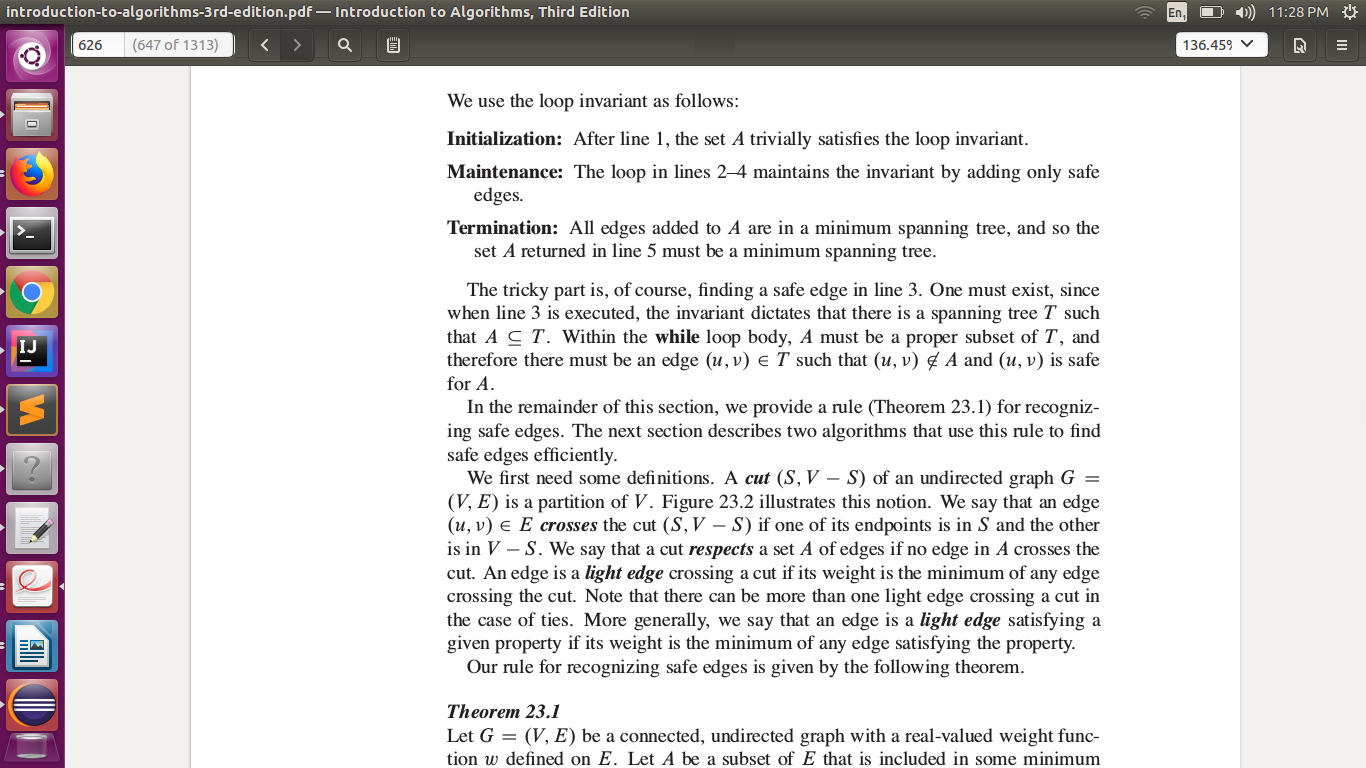 introduction-to-algorithms-3rd-edition.pdf — Introduction to Algorithms, Third Edition
En1
11:28 PM
626 (647 of 1313)
136.45%
We use the loop invariant as follows:
Initialization: After line 1, the set A trivially satisfies the loop invariant.
Maintenance: The loop in lines 2–4 maintains the invariant by adding only safe
edges.
Termination: All edges added to A are in a minimum spanning tree, and so the
set A returned in line 5 must be a minimum spanning tree.
The tricky part is, of course, finding a safe edge in line 3. One must exist, since
when line 3 is executed, the invariant dictates that there is a spanning tree T such
that A ⊆ T. Within the while loop body, A must be a proper subset of T, and
therefore there must be an edge (u, v) ∈ T such that (u, v) ∉ A and (u, v) is safe
for A.
In the remainder of this section, we provide a rule (Theorem 23.1) for recogniz-
ing safe edges. The next section describes two algorithms that use this rule to find
safe edges efficiently.
We first need some definitions. A cut (S, V − S) of an undirected graph G =
(V, E) is a partition of V. Figure 23.2 illustrates this notion. We say that an edge
(u, v) ∈ E crosses the cut (S, V − S) if one of its endpoints is in S and the other
is in V − S. We say that a cut respects a set A of edges if no edge in A crosses the
cut. An edge is a light edge crossing a cut if its weight is the minimum of any edge
crossing the cut. Note that there can be more than one light edge crossing a cut in
the case of ties. More generally, we say that an edge is a light edge satisfying a
given property if its weight is the minimum of any edge satisfying the property.
Our rule for recognizing safe edges is given by the following theorem.
Theorem 23.1
Let G = (V, E) be a connected, undirected graph with a real-valued weight func-
tion w defined on E. Let A be a subset of E that is included in some minimum
>_
IJ
?